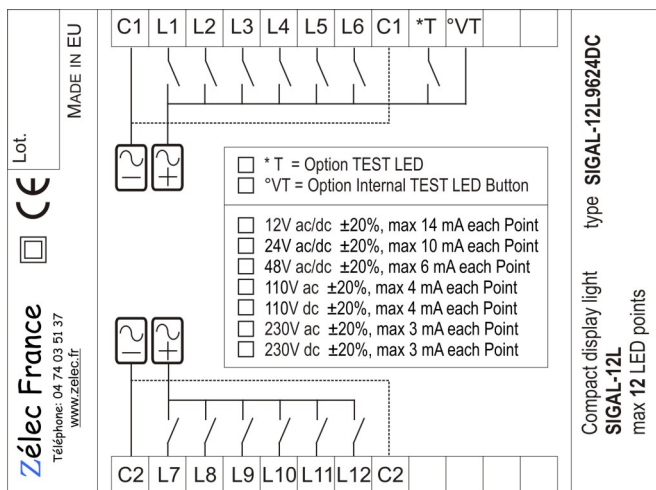 C1 L1 L2 L3 L4 L5 L6 C1 *T °VT
MADE IN EU
Lot.
CE
Zélec France
Téléphone: 04 74 03 51 37
www.zelec.fr
* T = Option TEST LED
°VT = Option Internal TEST LED Button
12V ac/dc ±20%, max 14 mA each Point
24V ac/dc ±20%, max 10 mA each Point
48V ac/dc ±20%, max 6 mA each Point
110V ac ±20%, max 4 mA each Point
110V dc ±20%, max 4 mA each Point
230V ac ±20%, max 3 mA each Point
230V dc ±20%, max 3 mA each Point
C2 L7 L8 L9 L10 L11 L12 C2
Compact display light type SIGAL-12L9624DC
SIGAL-12L
max 12 LED points